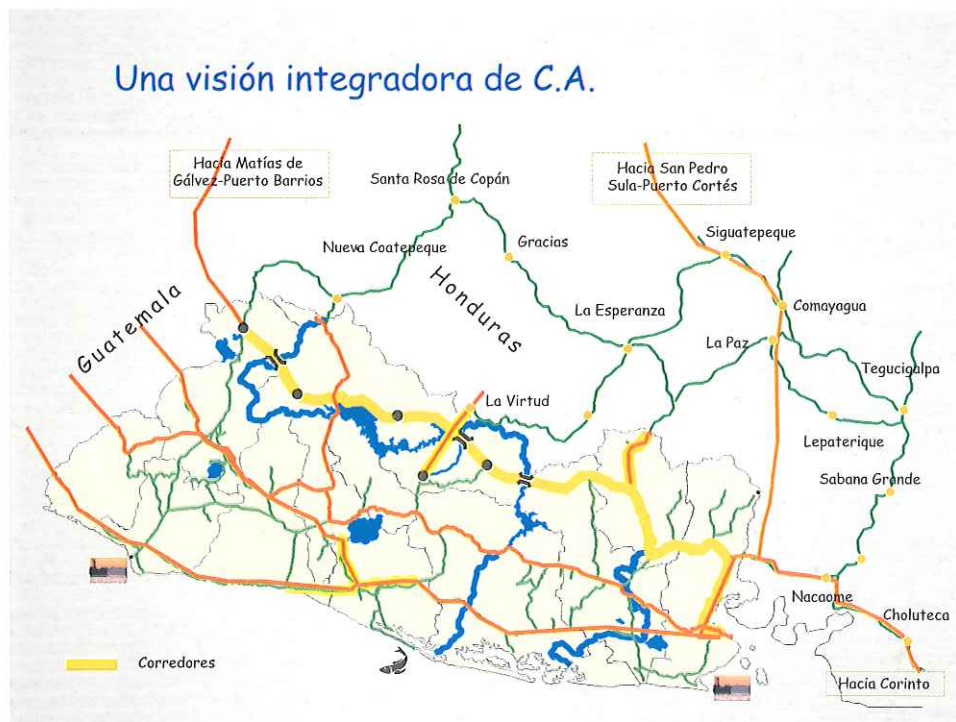 Una visión integradora de C.A.
Hacia Matías de
Gálvez-Puerto Barrios
Santa Rosa de Copán
Hacia San Pedro
Sula-Puerto Cortés
Nueva Coatepeque
Gracias
Siguatepeque
Guatemala
Honduras
La Esperanza
Comayagua
La Paz
Tegucigalpa
La Virtud
Lepaterique
Sabana Grande
Nacaome
Choluteca
Corredores
Hacia Corinto